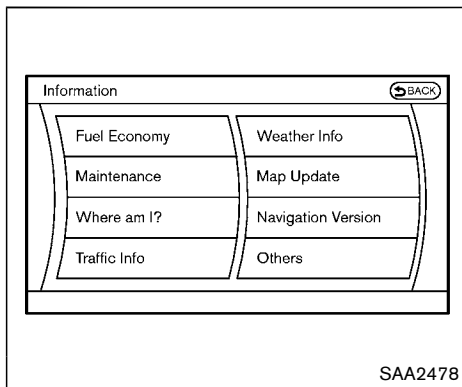 Information
BACK
Fuel Economy
Weather Info
Maintenance
Map Update
Where am I?
Navigation Version
Traffic Info
Others
SAA2478